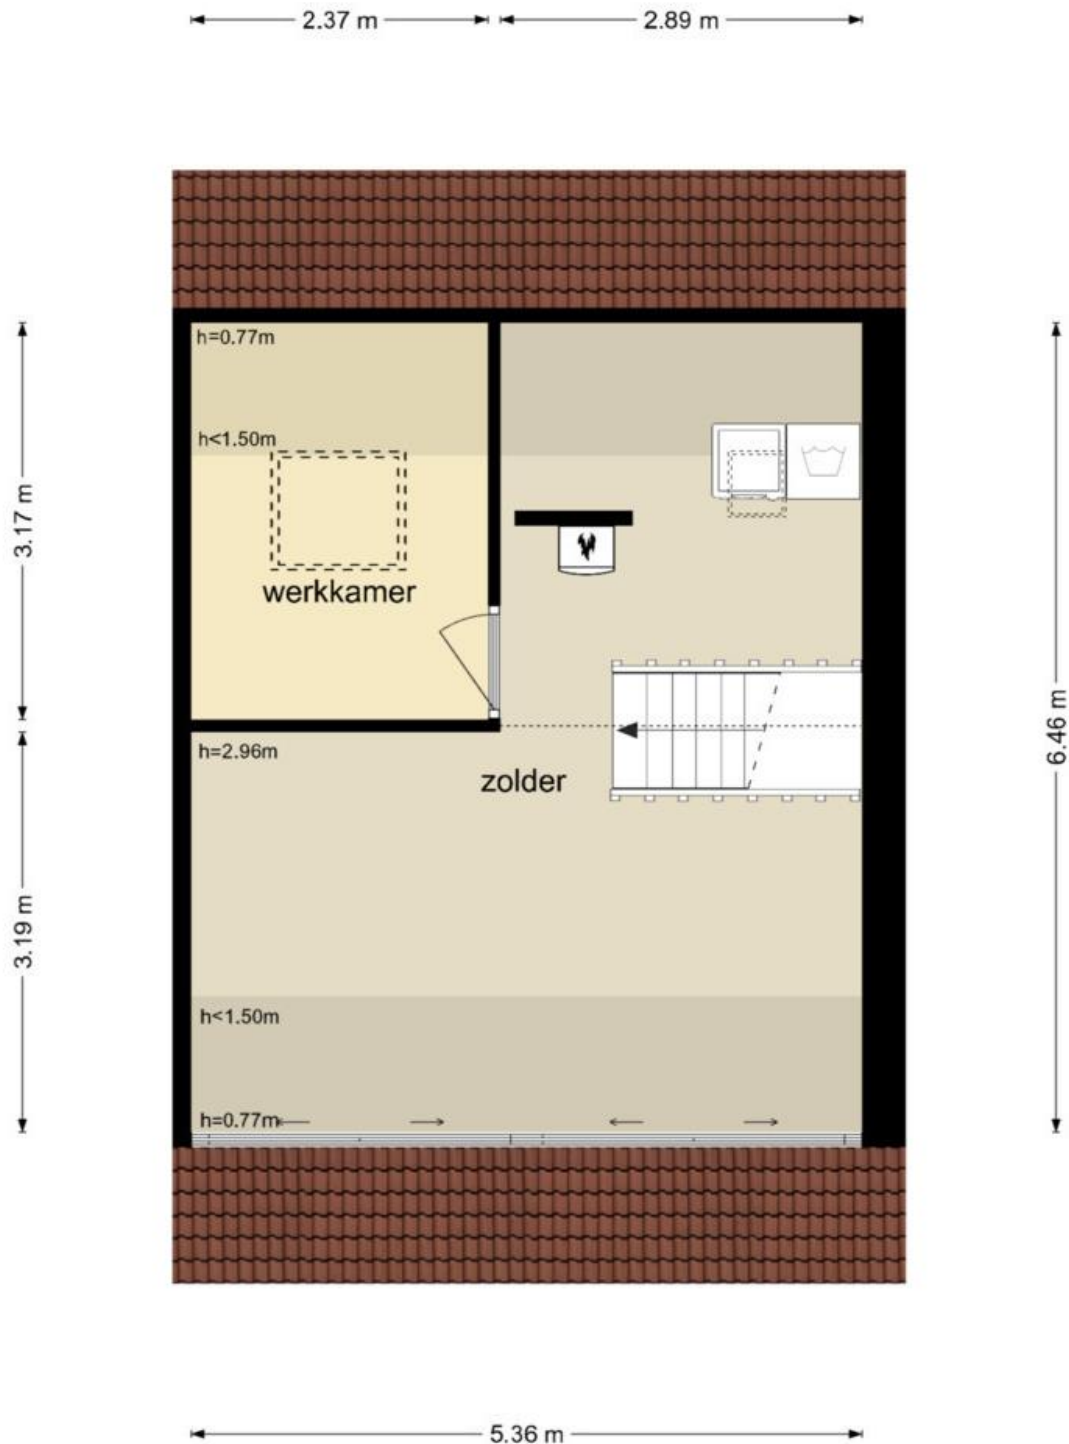 2.37 m
2.89 m
h=0.77m
h<1.50m
3.17 m
werkkamer
6.46 m
h=2.96m
zolder
3.19 m
h<1.50m
h=0.77m
5.36 m